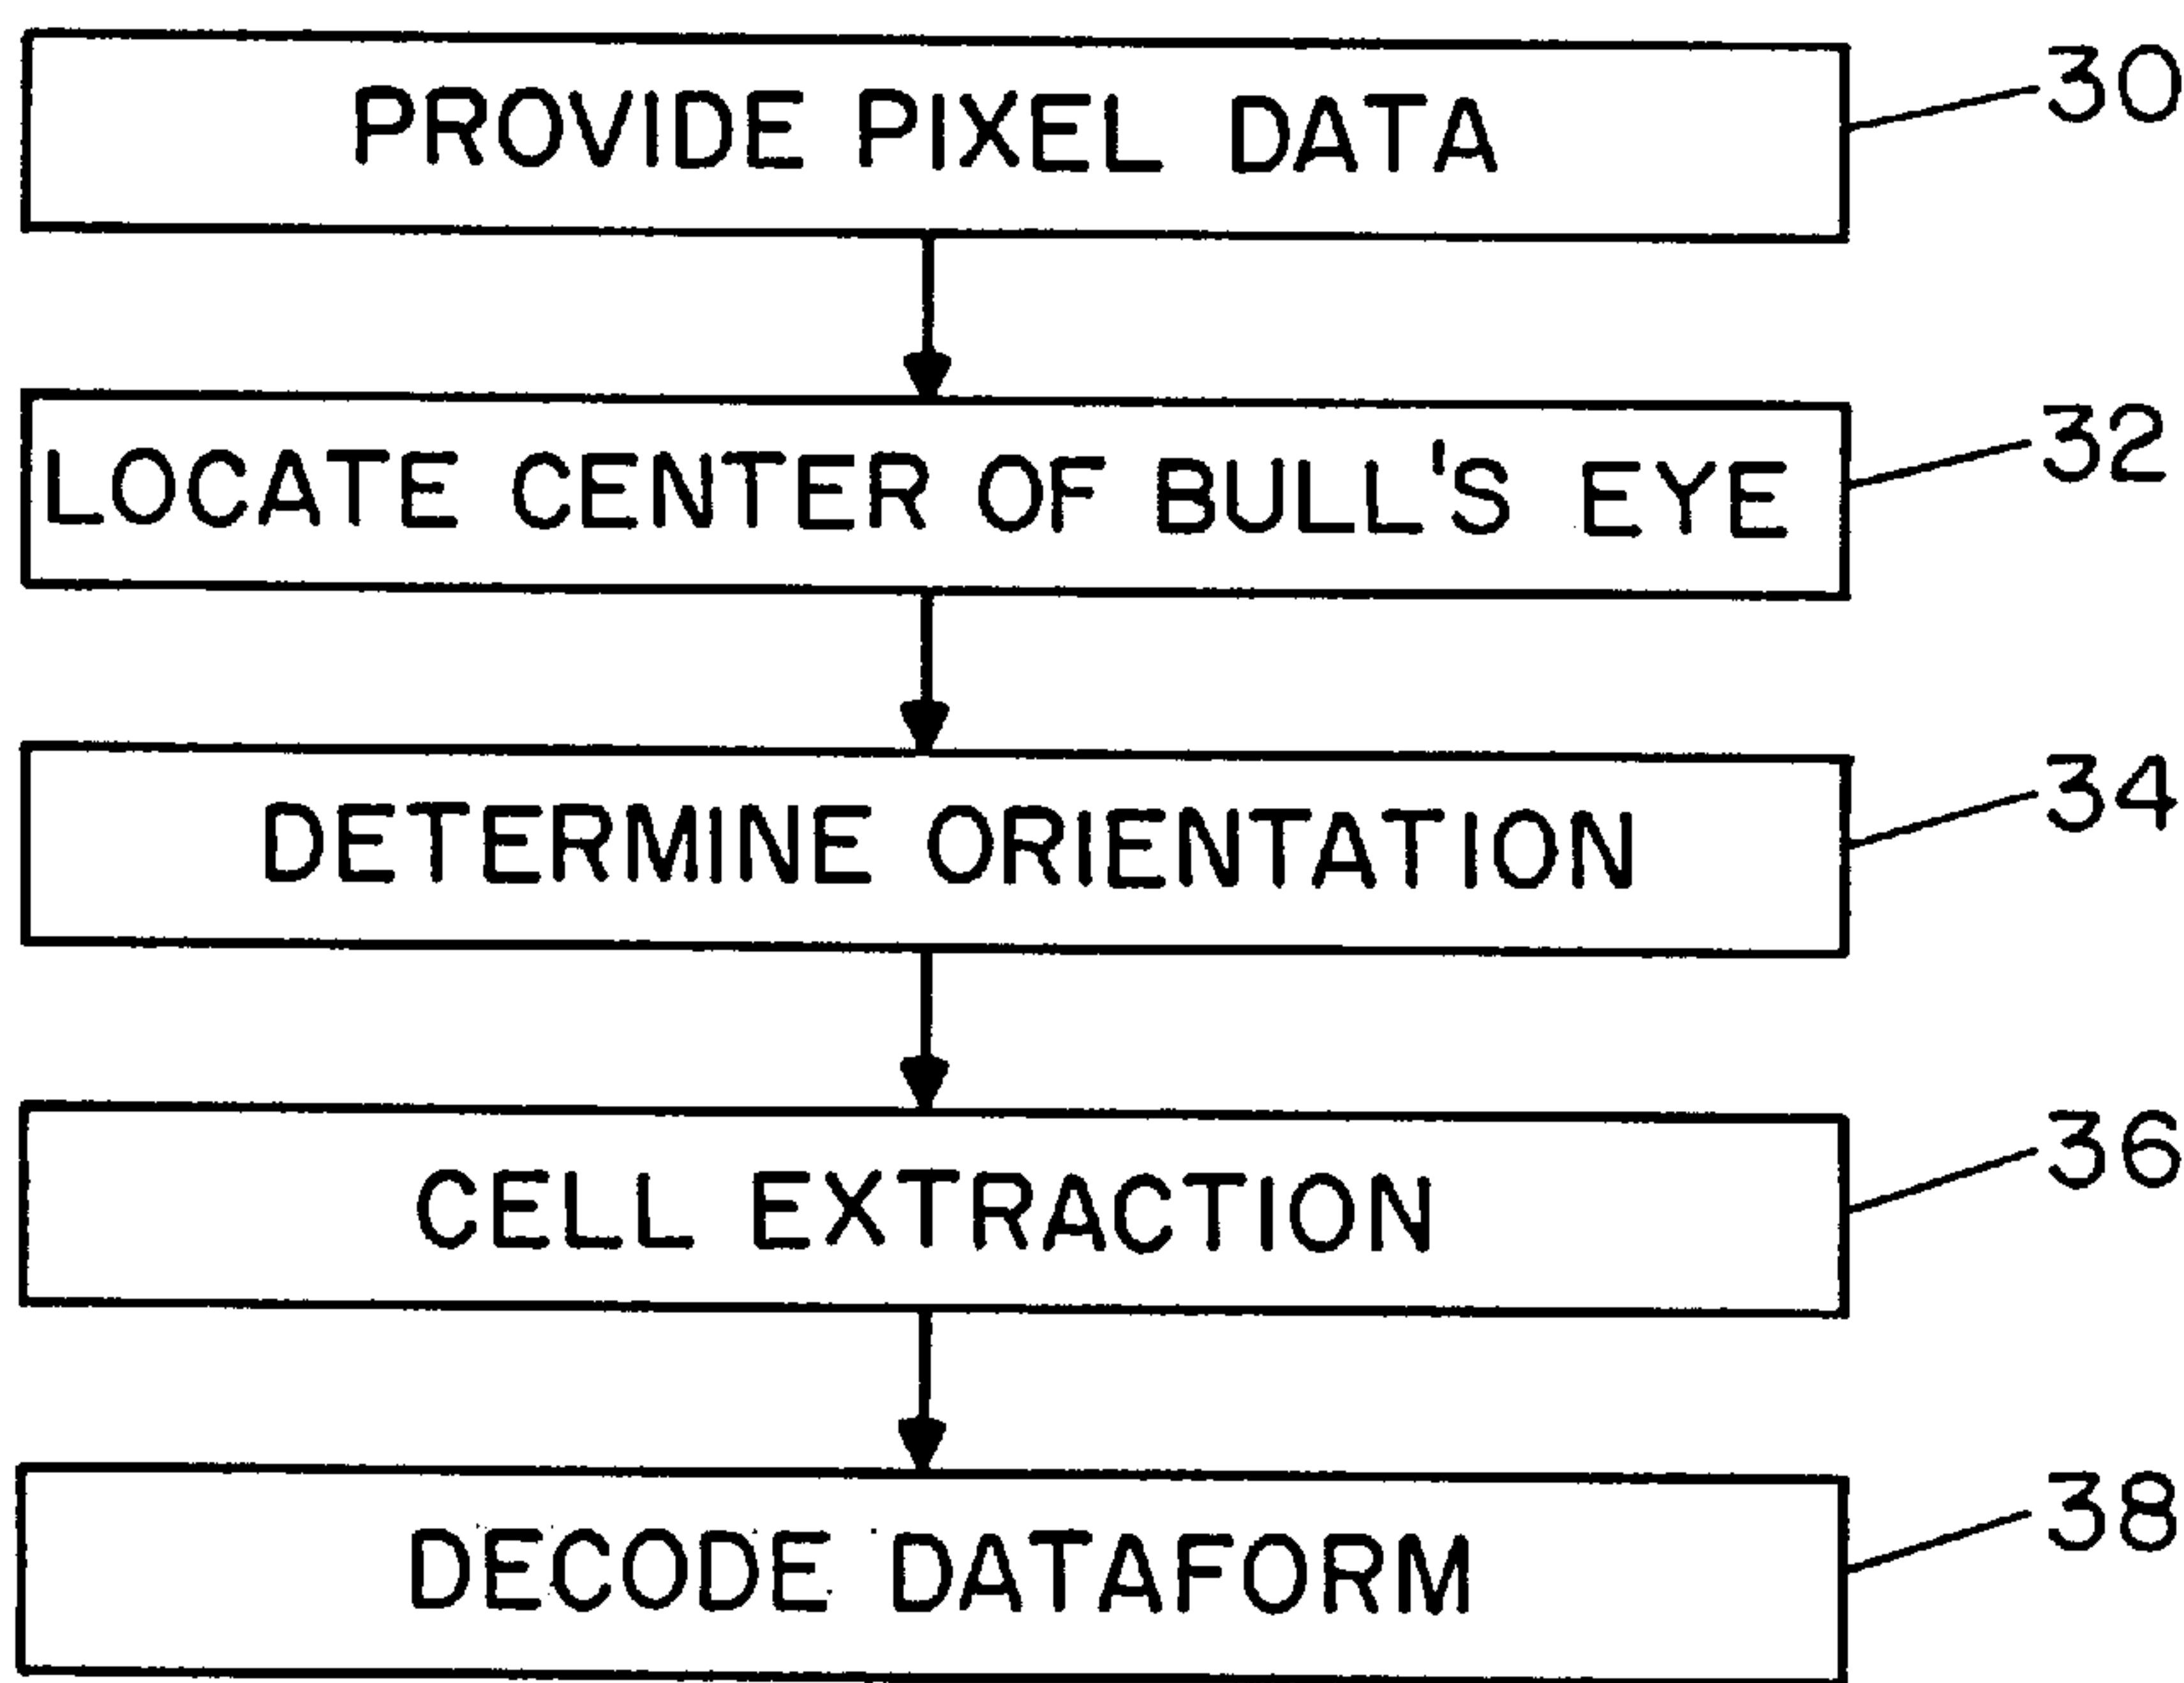 PROVIDE PIXEL DATA 30
LOCATE CENTER OF BULL'S EYE 32
DETERMINE ORIENTATION 34
CELL EXTRACTION 36
DECODE DATAFORM 38